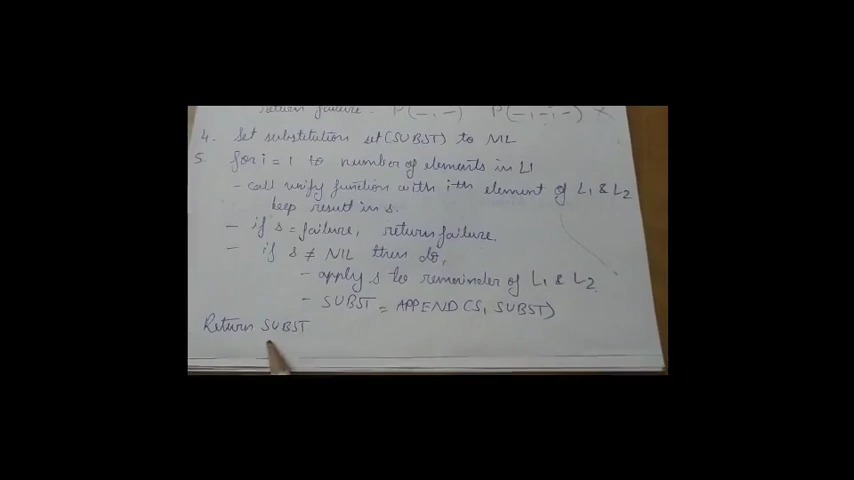 return failure. P(_, _) P(_, _, _) X
4. Set substitution set (SUBST) to NIL
5. for i = 1 to number of elements in L1
- call unify function with ith element of L1 & L2
keep result in s.
- if s = failure, return failure.
- if s ≠ NIL then do,
- apply s to remainder of L1 & L2
- SUBST = APPEND (S, SUBST)
Return SUBST